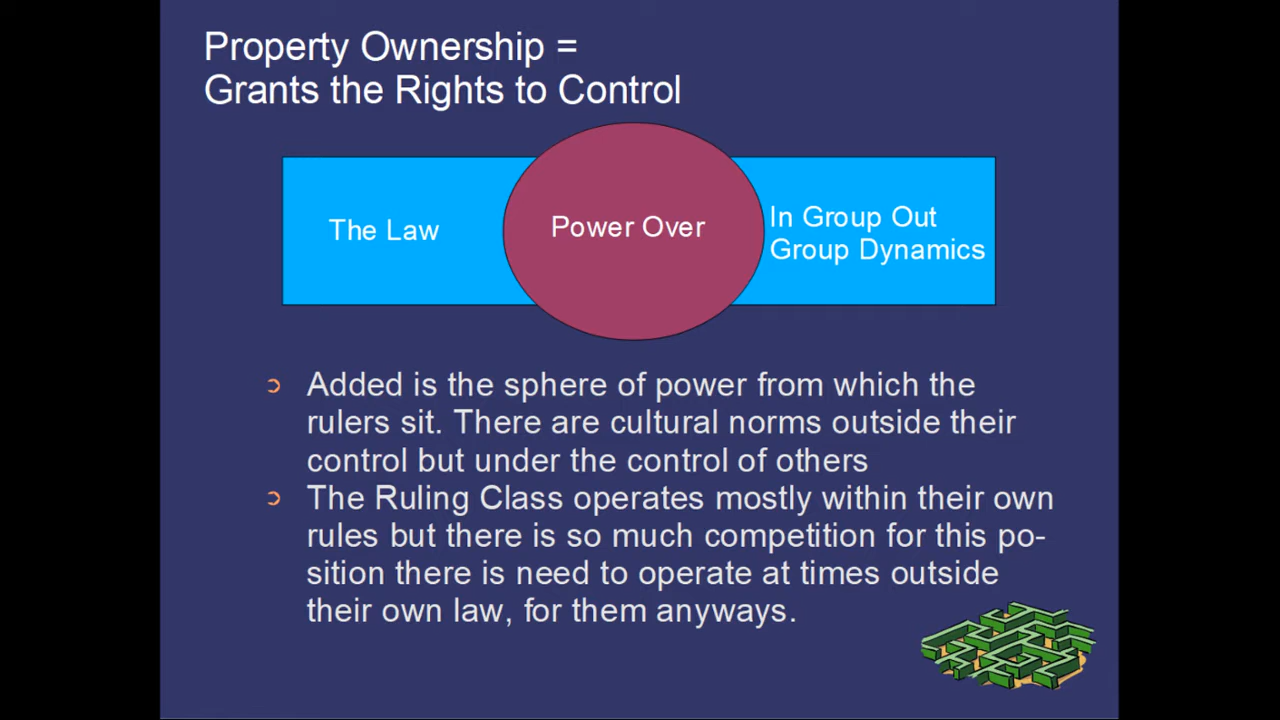 Property Ownership =
Grants the Rights to Control
The Law
Power Over
In Group Out
Group Dynamics
Added is the sphere of power from which the
rulers sit. There are cultural norms outside their
control but under the control of others
The Ruling Class operates mostly within their own
rules but there is so much competition for this po-
sition there is need to operate at times outside
their own law, for them anyways.